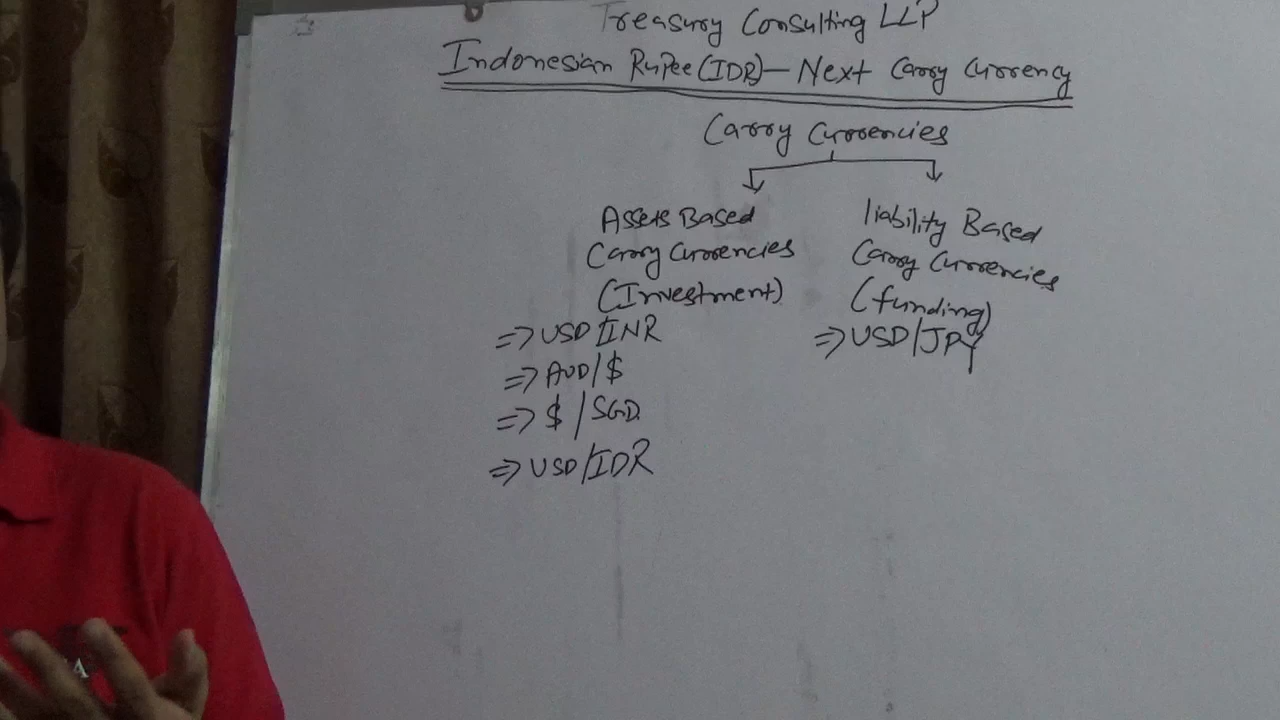 Treasury Consulting LLP
Indonesian Rupee (IDR) – Next Carry Currency
Carry Currencies
Assets Based
Carry Currencies
(Investment)
⇒ USD/INR
⇒ AUD/$
⇒ $/SGD
⇒ USD/IDR
liability Based
Carry Currencies
(funding)
⇒ USD/JPY
A